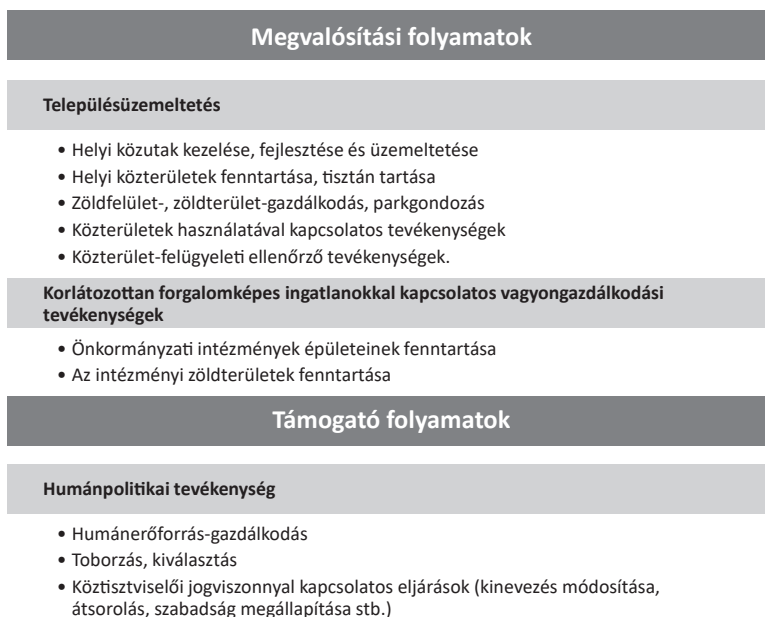 Megvalósítási folyamatok
Településüzemeltetés
• Helyi közutak kezelése, fejlesztése és üzemeltetése
• Helyi közterületek fenntartása, tisztán tartása
• Zöldfelület-, zöldterület-gazdálkodás, parkgondozás
• Közterületek használatával kapcsolatos tevékenységek
• Közterület-felügyeleti ellenőrző tevékenységek.
Korlátozottan forgalomképes ingatlanokkal kapcsolatos vagyongazdálkodási
tevékenységek
• Önkormányzati intézmények épületeinek fenntartása
• Az intézményi zöldterületek fenntartása
Támogató folyamatok
Humánpolitikai tevékenység
• Humánerőforrás-gazdálkodás
• Toborzás, kiválasztás
• Köztisztviselői jogviszonnyal kapcsolatos eljárások (kinevezés módosítása,
átsorolás, szabadság megállapítása stb.)